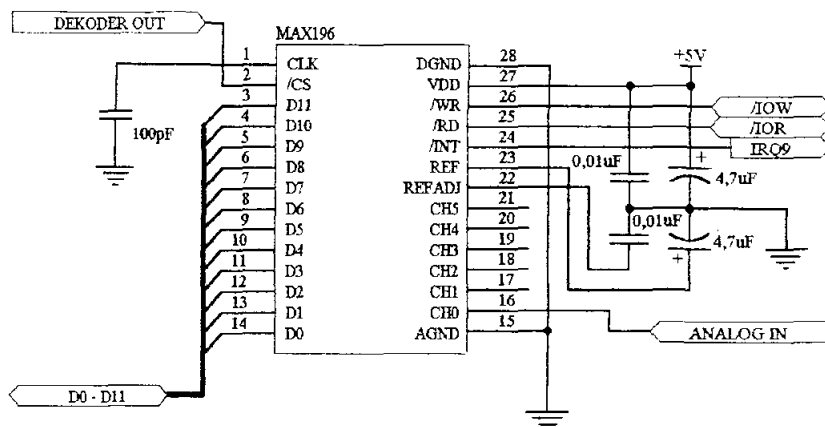 DEKODER OUT
MAX196
1 CLK
2 /CS
3 D11
4 D10
5 D9
6 D8
7 D7
8 D6
9 D5
10 D4
11 D3
12 D2
13 D1
14 D0
100pF
D0 - D11
DGND 28
VDD 27
/WR 26
/RD 25
/INT 24
REF 23
REFADJ 22
CH5 21
CH4 20
CH3 19
CH2 18
CH1 17
CH0 16
AGND 15
+5V
/IOW
/IOR
IRQ9
0,01uF
+
4,7uF
0,01uF
4,7uF
+
ANALOG IN